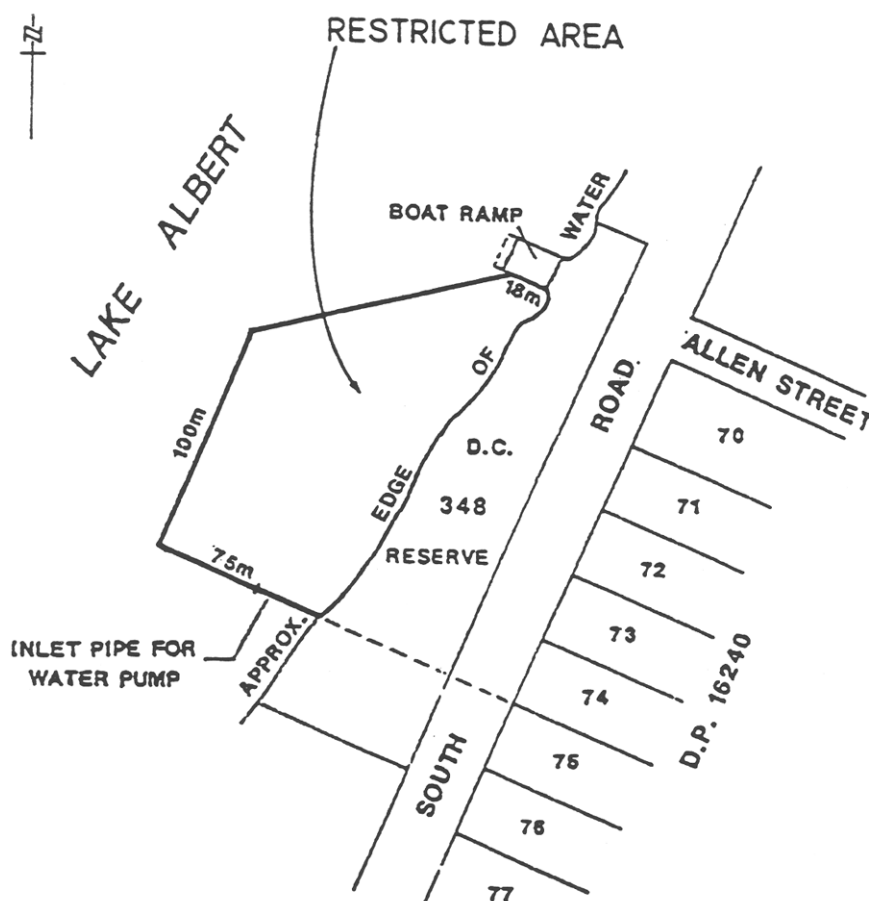 N
RESTRICTED AREA
LAKE ALBERT
BOAT RAMP
18m
APPROX. EDGE OF WATER
ALLEN STREET
100m
75m
D.C.
348
RESERVE
SOUTH ROAD.
INLET PIPE FOR
WATER PUMP
70
71
72
73
74
75
76
77
D.P. 16240